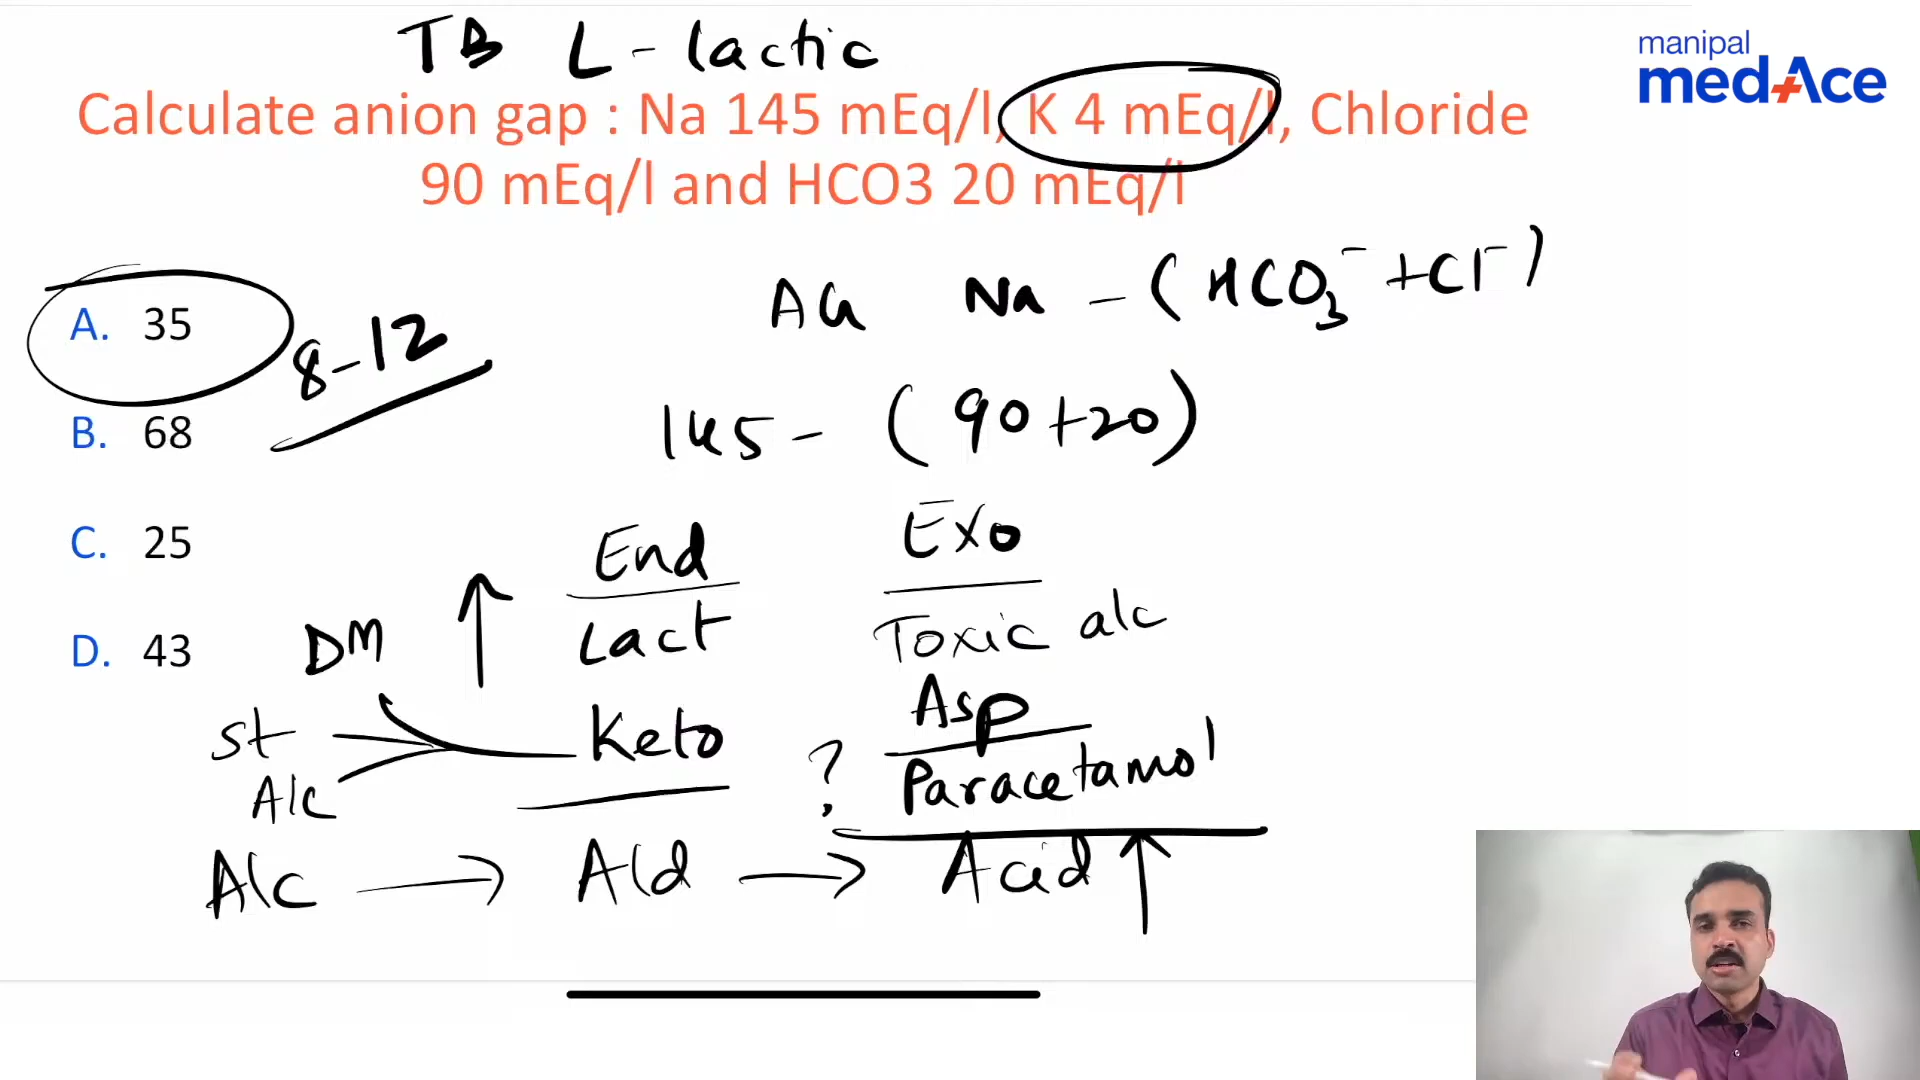 TB L - lactic
manipal
medAce
Calculate anion gap : Na 145 mEq/l, K 4 mEq/l, Chloride
90 mEq/l and HCO3 20 mEq/l
AG Na - (HCO3⁻ + Cl⁻)
A. 35
8-12
145 - (90+20)
B. 68
C. 25
End Exo
D. 43
DM ↑ Lact Toxic alc
Asp
St Keto
? Paracetamol
Alc
Alc → Ald → Acid ↑